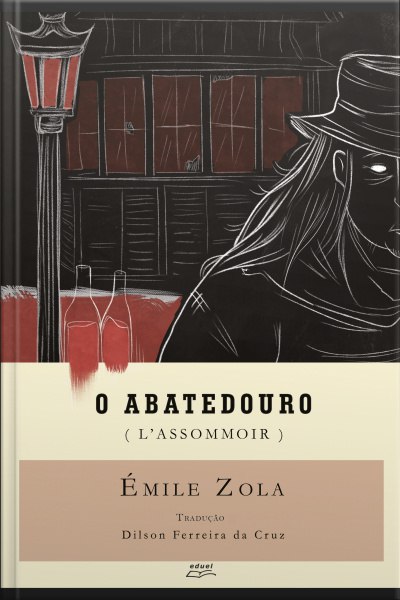 O ABATEDOURO
( L'ASSOMMOIR )
ÉMILE ZOLA
TRADUÇÃO
Dilson Ferreira da Cruz
eduel